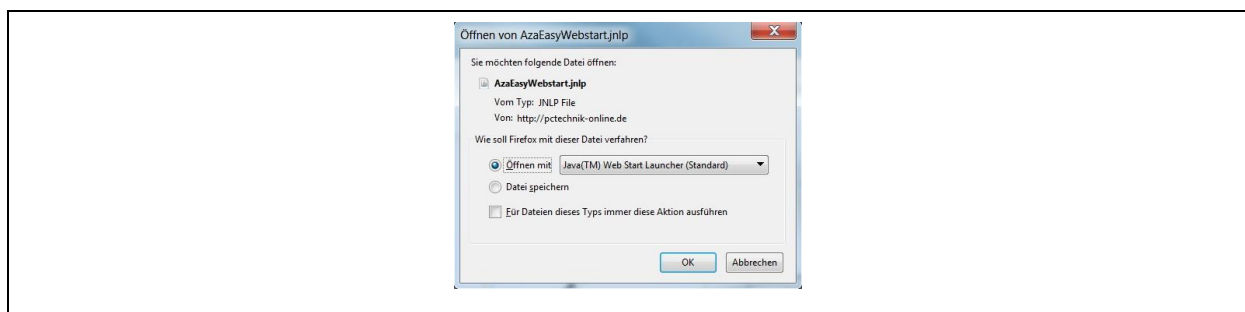 Öffnen von AzaEasyWebstart.jnlp
Sie möchten folgende Datei öffnen:
AzaEasyWebstart.jnlp
Vom Typ: JNLP File
Von: http://pctechnik-online.de
Wie soll Firefox mit dieser Datei verfahren?
Öffnen mit Java(TM) Web Start Launcher (Standard)
Datei speichern
Für Dateien dieses Typs immer diese Aktion ausführen
OK Abbrechen